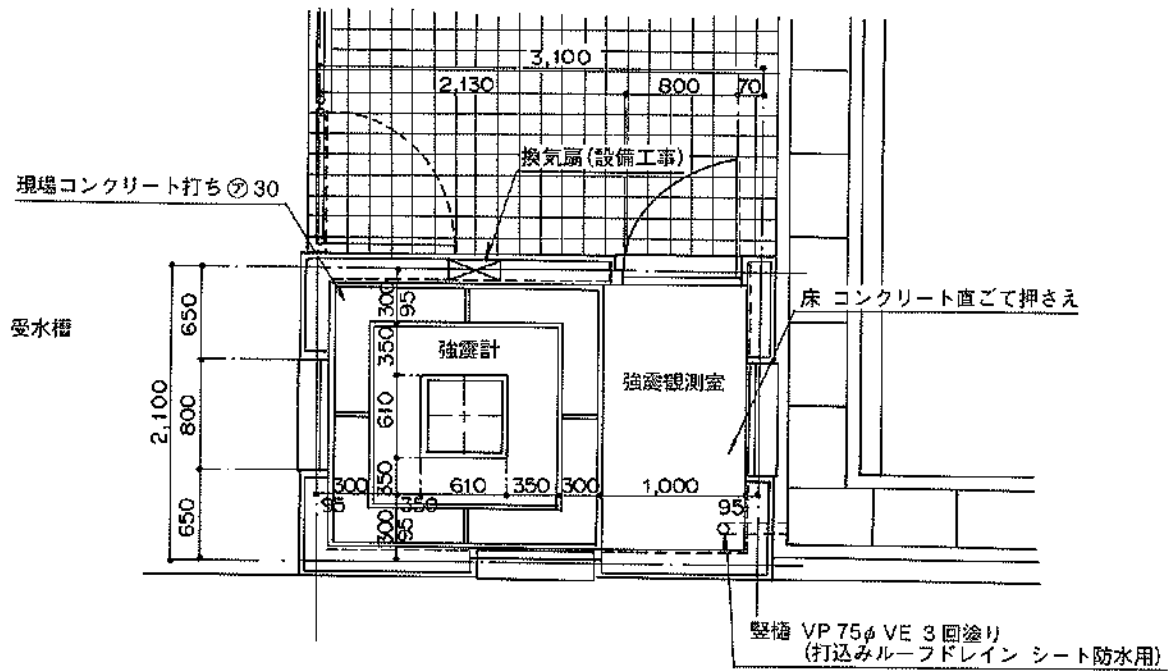 3,100
2,130 800 70
換気扇(設備工事)
現場コンクリート打ち㋐30
受水槽
650
800
650
2,100
300
95
350
610
350
300
95
強震計
強震観測室
床 コンクリート直ごて押さえ
300 610 350 300 1,000
95 350 95
竪樋 VP 75φ VE 3回塗り
(打込みルーフドレイン シート防水用)